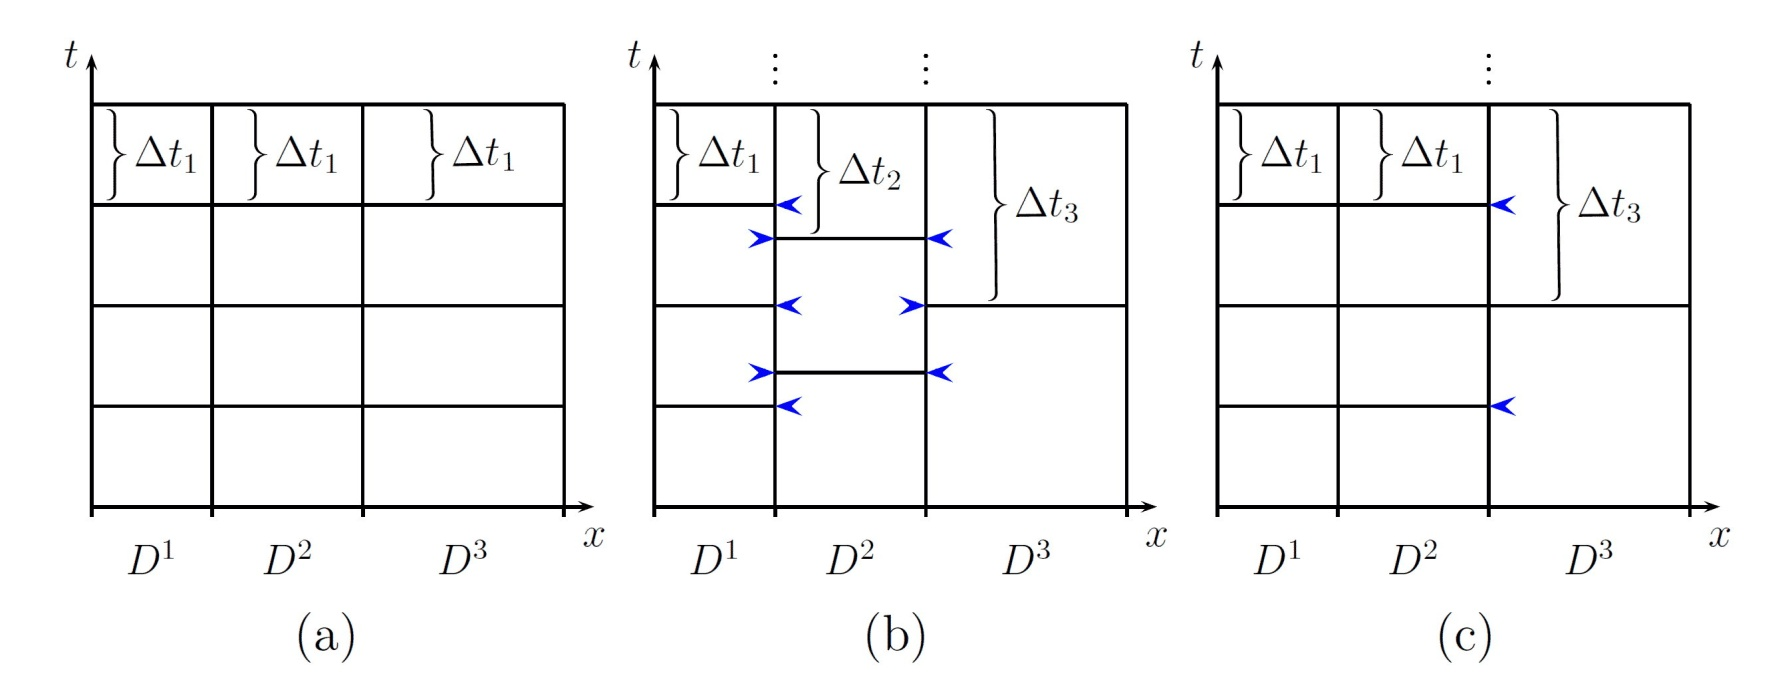 t t t
Δt₁ Δt₁ Δt₁ Δt₁ Δt₂ Δt₃ Δt₁ Δt₁ Δt₃
x x x
D¹ D² D³ D¹ D² D³ D¹ D² D³
(a) (b) (c)